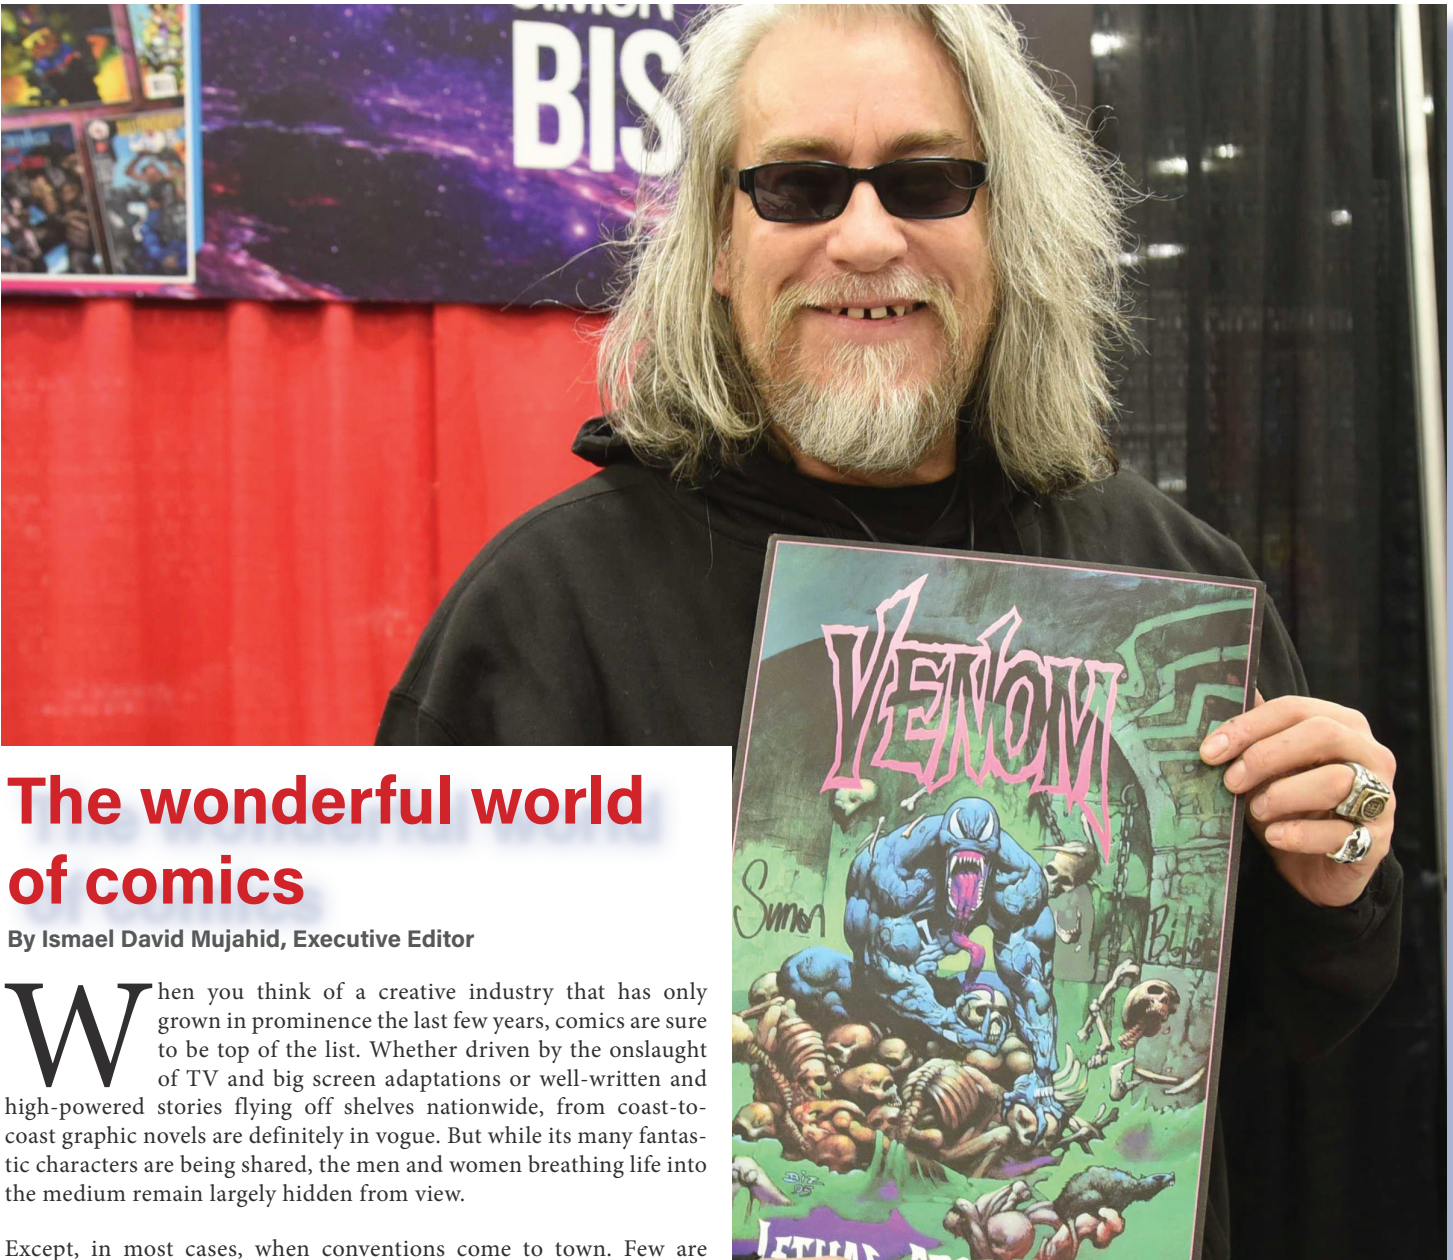 SIMON
BIS
VENOM
Simon
LETHAL
The wonderful world
of comics
By Ismael David Mujahid, Executive Editor
When you think of a creative industry that has only
grown in prominence the last few years, comics are sure
to be top of the list. Whether driven by the onslaught
of TV and big screen adaptations or well-written and
high-powered stories flying off shelves nationwide, from coast-to-
coast graphic novels are definitely in vogue. But while its many fantas-
tic characters are being shared, the men and women breathing life into
the medium remain largely hidden from view.
Except, in most cases, when conventions come to town. Few are